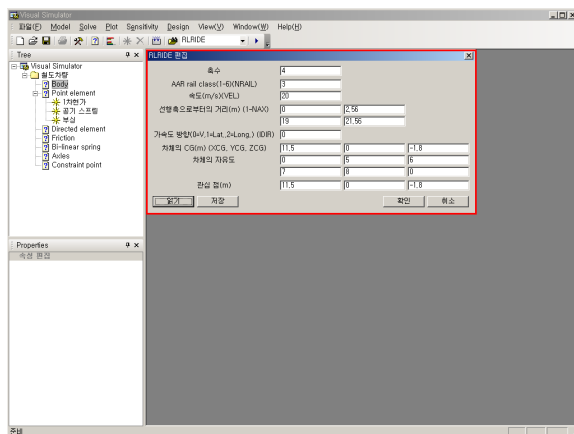 Visual Simulator
파일(F) Model Solve Plot Sensitivity Design View(V) Window(W) Help(H)
RLRIDE
Tree
Visual Simulator
철도차량
Body
Point element
1차현가
공기 스프링
부싱
Directed element
Friction
Bi-linear spring
Axles
Constraint point
RLRIDE 편집
축수 4
AAR rail class(1-6)(NRAIL) 3
속도(m/s)(VEL) 20
선행축으로부터의 거리(m) (1-NAX) 0 2.56
19 21.56
가속도 방향(0=V,1=Lat.,2=Long.) (IDIR) 0
차체의 CG(m) (XCG, YCG, ZCG) 11.5 0 -1.8
차체의 자유도 0 5 6
7 8 0
관심 점(m) 11.5 0 -1.8
읽기 저장 확인 취소
Properties
속성 편집
준비